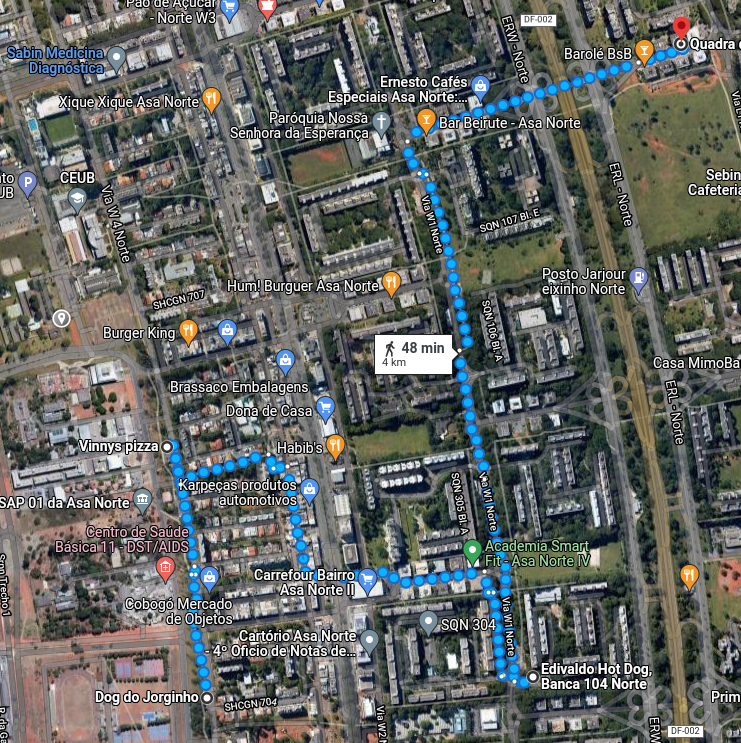 Pão de Açúcar
- Norte W3
ERW - Norte
DF-002
Sabin Medicina
Diagnóstica
Barolé BsB
Quadra
Ernesto Cafés
Especiais Asa Norte:...
Xique Xique Asa Norte
Paróquia Nossa
Senhora da Esperança
Bar Beirute - Asa Norte
CEUB
P
Via W 4 Norte
ERL - Norte
Sebin
Cafeteria
Via W1 Norte
SQN 107 Bl. E
Posto Jarjour
eixinho Norte
Hum! Burguer Asa Norte
SHCGN 707
SQN 106 Bl. A
Burger King
48 min
4 km
Casa MimoBa
Brassaco Embalagens
Dona de Casa
ERL - Norte
Vinnys pizza
Habib's
Karpeças produtos
automotivos
SAP 01 da Asa Norte
SQN 305 Bl. A
Via W1 Norte
Centro de Saúde
Básica 11 - DST/AIDS
Academia Smart
Fit - Asa Norte IV
Carrefour Bairro
Asa Norte II
Cobogó Mercado
de Objetos
SQN 304
Via W1 Norte
Cartório Asa Norte
- 4º Oficio de Notas de...
Edivaldo Hot Dog,
Banca 104 Norte
Dog do Jorginho
SHCGN 704
Prim
Via W2 N
ERW
DF-002